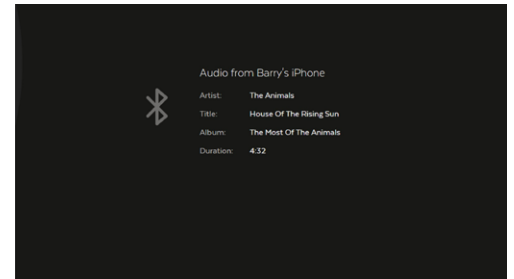 Audio from Barry's iPhone
Artist: The Animals
Title: House Of The Rising Sun
Album: The Most Of The Animals
Duration: 4:32